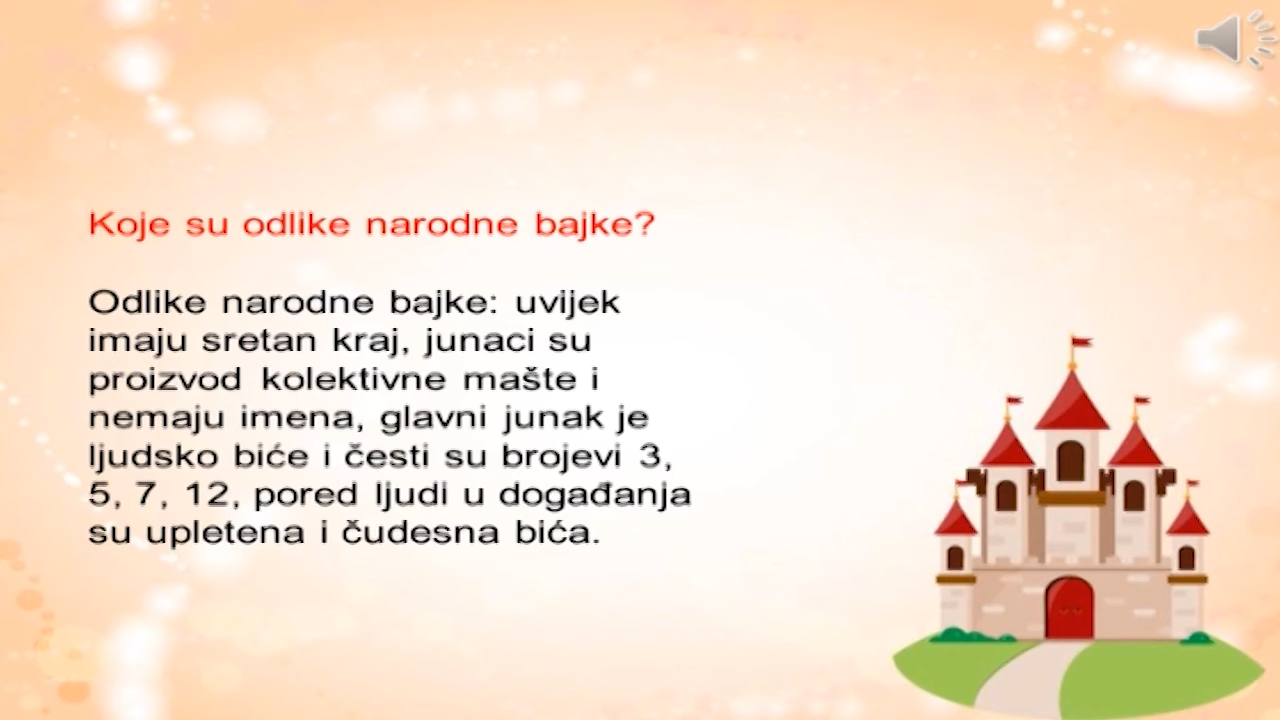 Koje su odlike narodne bajke?
Odlike narodne bajke: uvijek
imaju sretan kraj, junaci su
proizvod kolektivne mašte i
nemaju imena, glavni junak je
ljudsko biće i česti su brojevi 3,
5, 7, 12, pored ljudi u događanja
su upletena i čudesna bića.